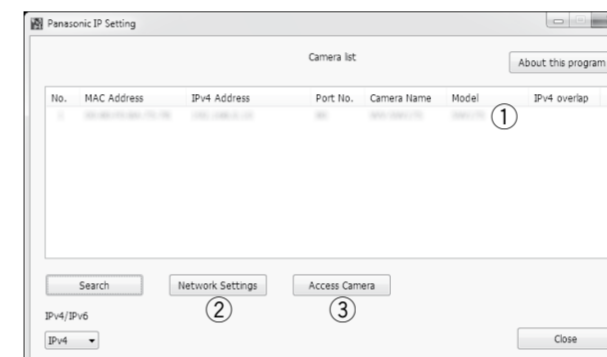 Panasonic IP Setting
Camera list
About this program
No. MAC Address IPv4 Address Port No. Camera Name Model IPv4 overlap
①
Search Network Settings Access Camera
② ③
IPv4/IPv6
IPv4 Close